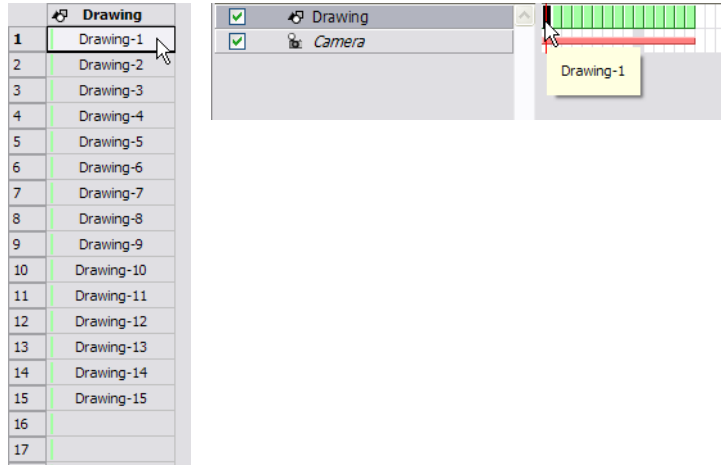 Drawing
1 Drawing-1
2 Drawing-2
3 Drawing-3
4 Drawing-4
5 Drawing-5
6 Drawing-6
7 Drawing-7
8 Drawing-8
9 Drawing-9
10 Drawing-10
11 Drawing-11
12 Drawing-12
13 Drawing-13
14 Drawing-14
15 Drawing-15
16
17
Drawing
Camera
Drawing-1